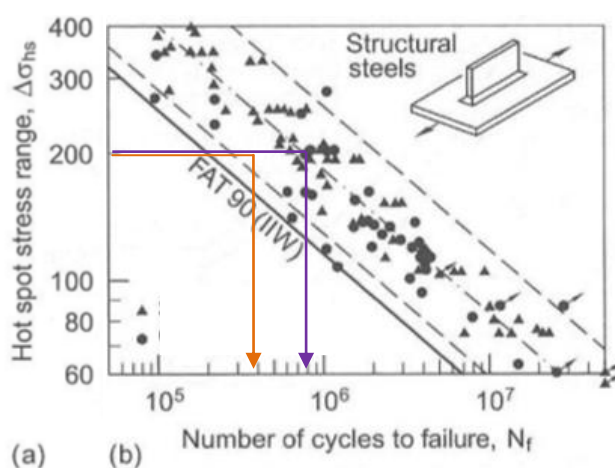 400
300
200
100
80
60
Hot spot stress range, Δσhs
Structural
steels
FAT 90 (IIW)
10⁵
10⁶
10⁷
(a)
(b)
Number of cycles to failure, Nf